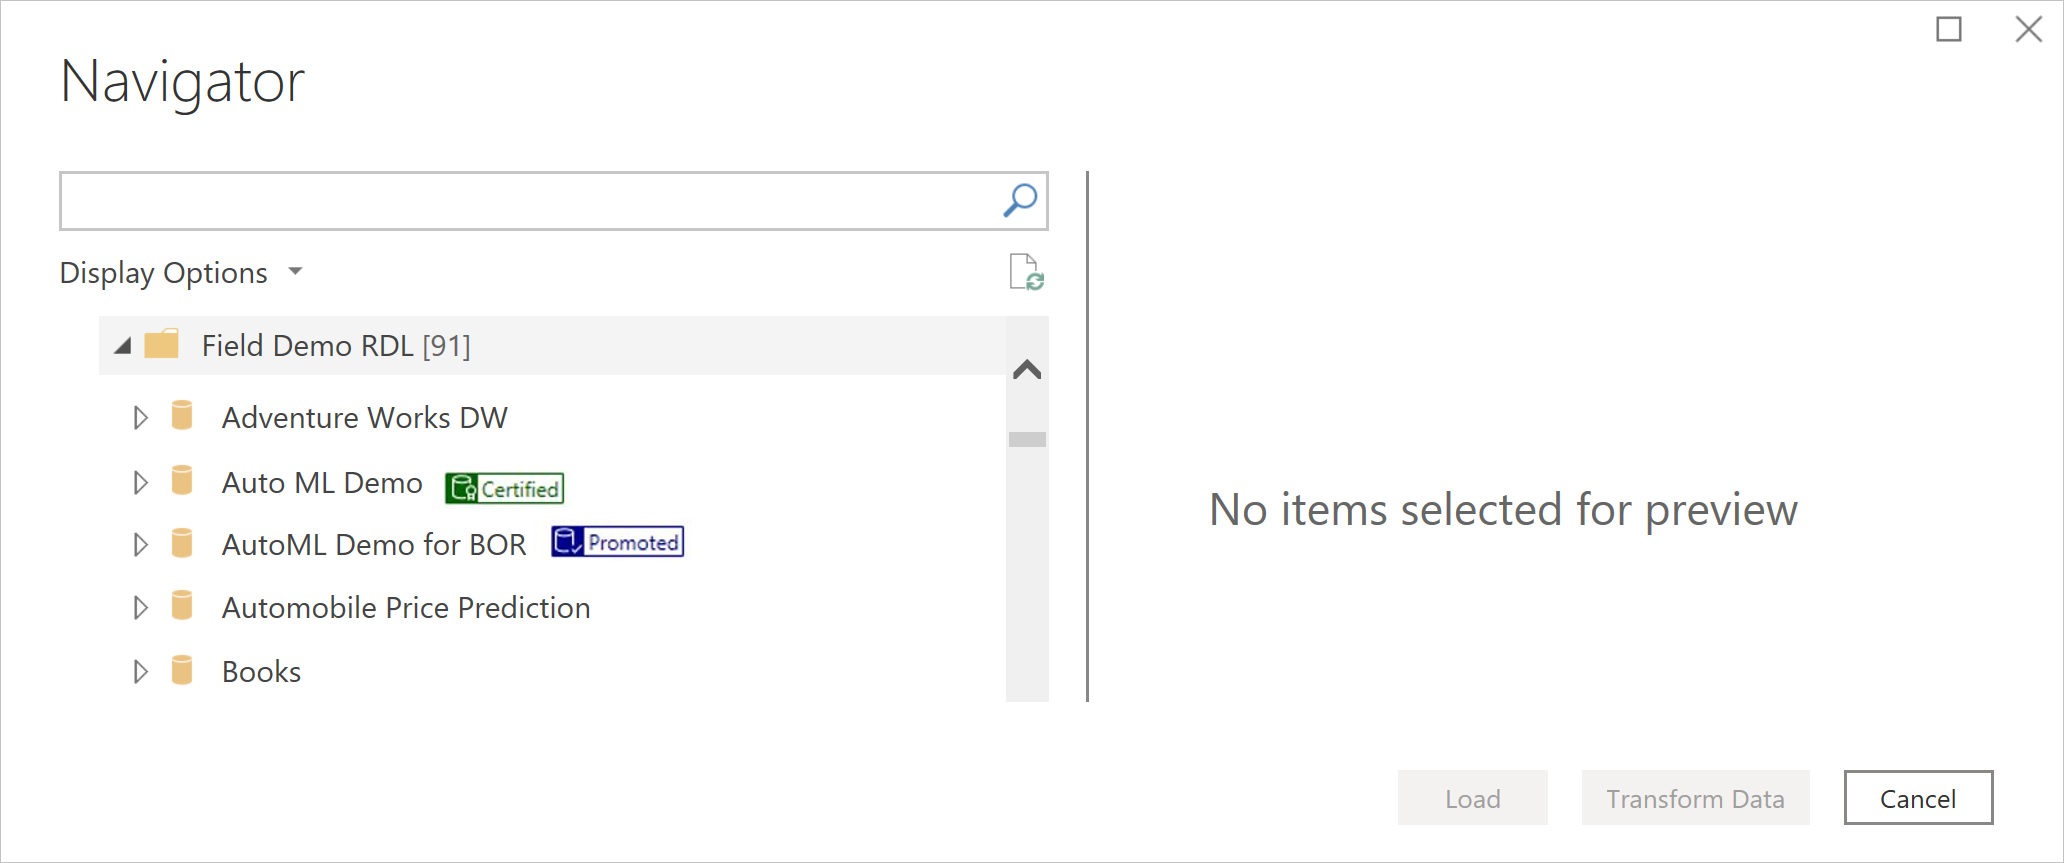 Navigator
Display Options
Field Demo RDL [91]
Adventure Works DW
Auto ML Demo Certified
AutoML Demo for BOR Promoted
Automobile Price Prediction
Books
No items selected for preview
Load Transform Data Cancel